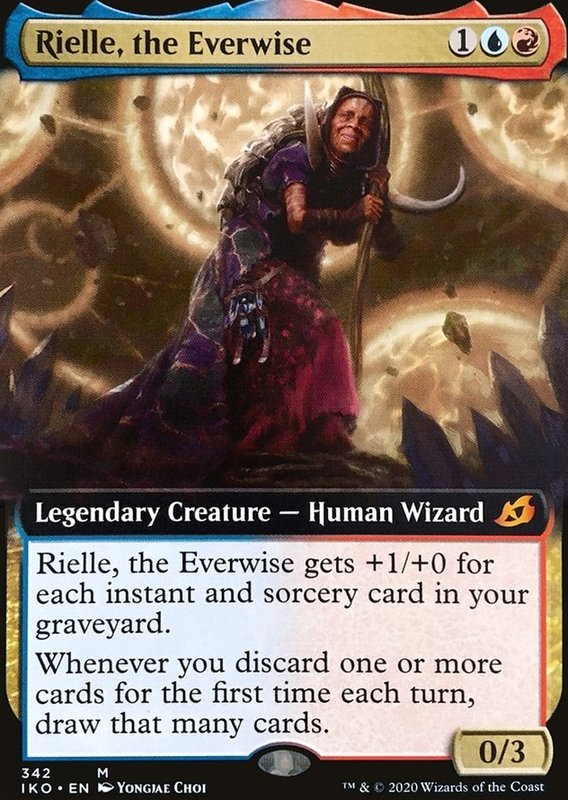 Rielle, the Everwise 1
Legendary Creature — Human Wizard
Rielle, the Everwise gets +1/+0 for
each instant and sorcery card in your
graveyard.
Whenever you discard one or more
cards for the first time each turn,
draw that many cards.
0/3
342 M
IKO • EN Yongjae Choi
™ & © 2020 Wizards of the Coast